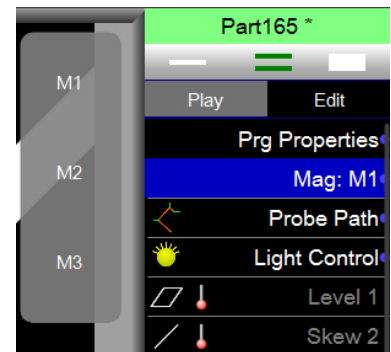 M1
M2
M3
Part165 *
Play Edit
Prg Properties
Mag: M1
Probe Path
Light Control
Level 1
Skew 2